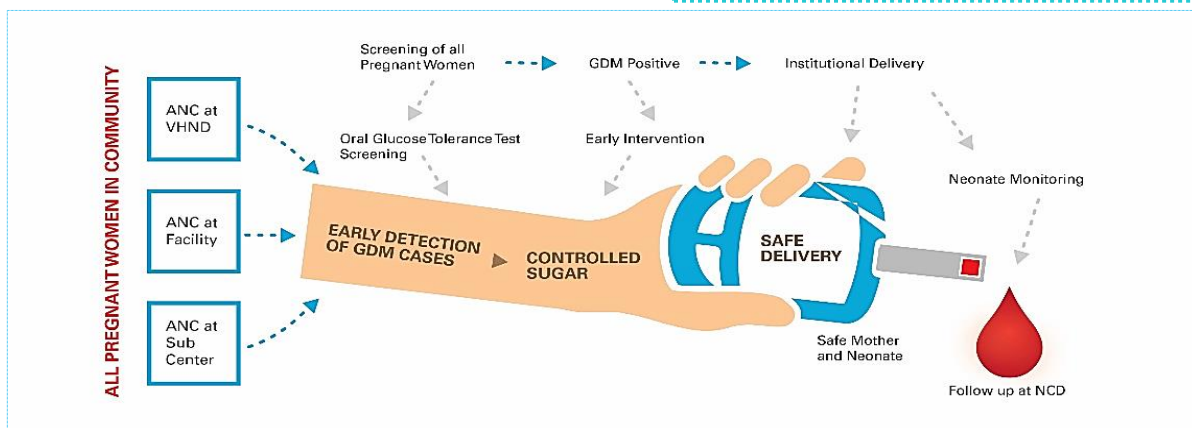 ALL PREGNANT WOMEN IN COMMUNITY
ANC at
VHND
ANC at
Facility
ANC at
Sub
Center
Screening of all
Pregnant Women
GDM Positive
Institutional Delivery
Oral Glucose Tolerance Test
Screening
Early Intervention
Neonate Monitoring
EARLY DETECTION
OF GDM CASES
CONTROLLED
SUGAR
SAFE
DELIVERY
Safe Mother
and Neonate
Follow up at NCD